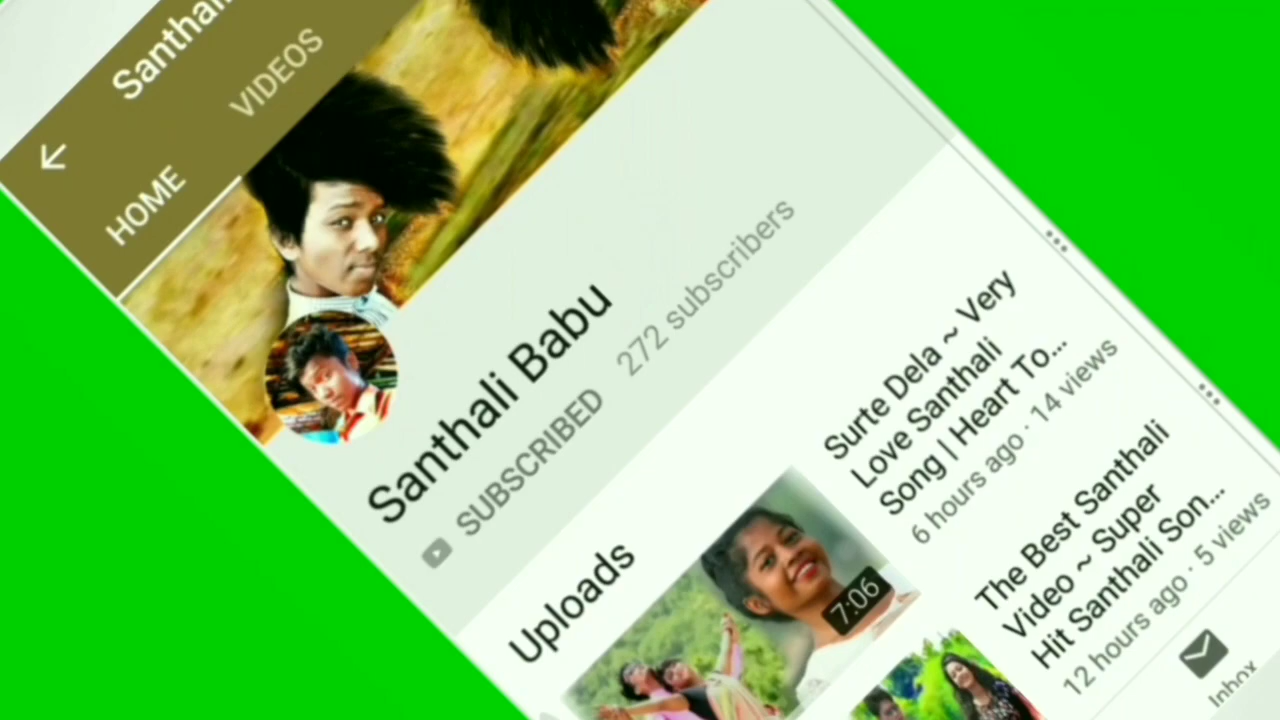 Santhali
HOME
VIDEOS
Santhali Babu
SUBSCRIBED 272 subscribers
Uploads
7:06
Surte Dela ~ Very
Love Santhali
Song | Heart To...
6 hours ago · 14 views
The Best Santhali
Video ~ Super
Hit Santhali Son...
12 hours ago · 5 views
Inbox